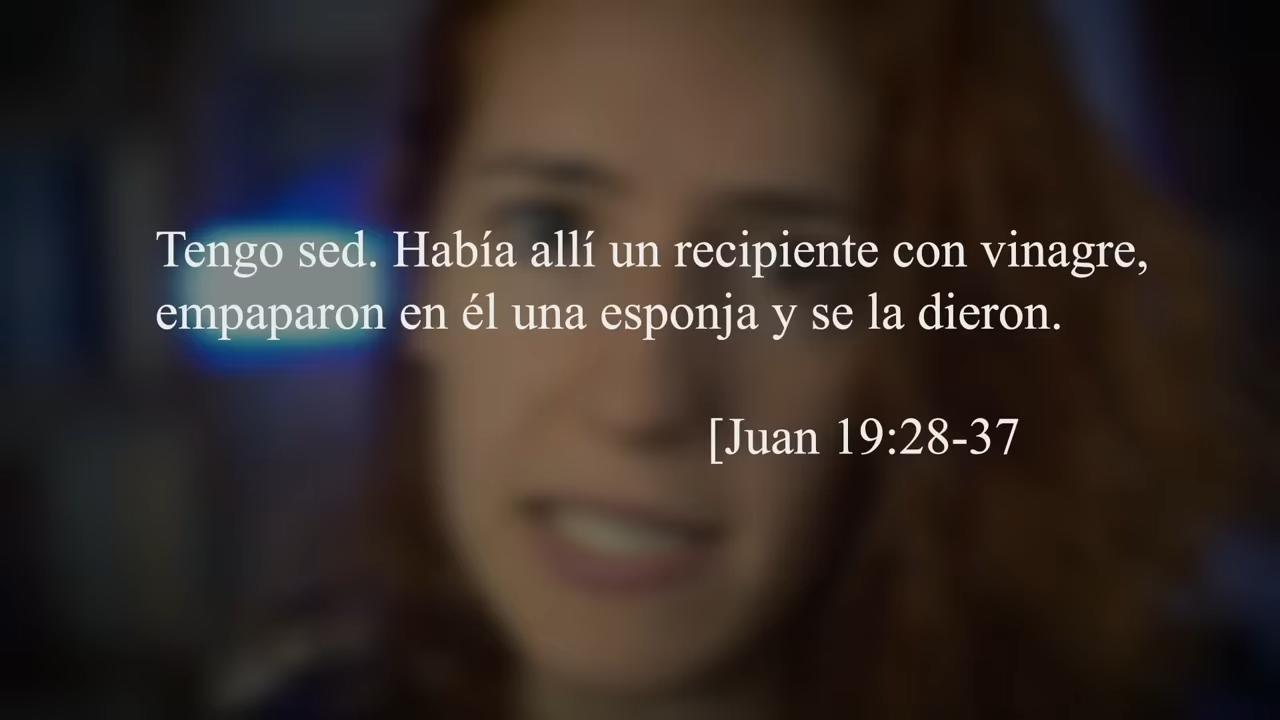 Tengo sed. Había allí un recipiente con vinagre,
empaparon en él una esponja y se la dieron.
[Juan 19:28-37